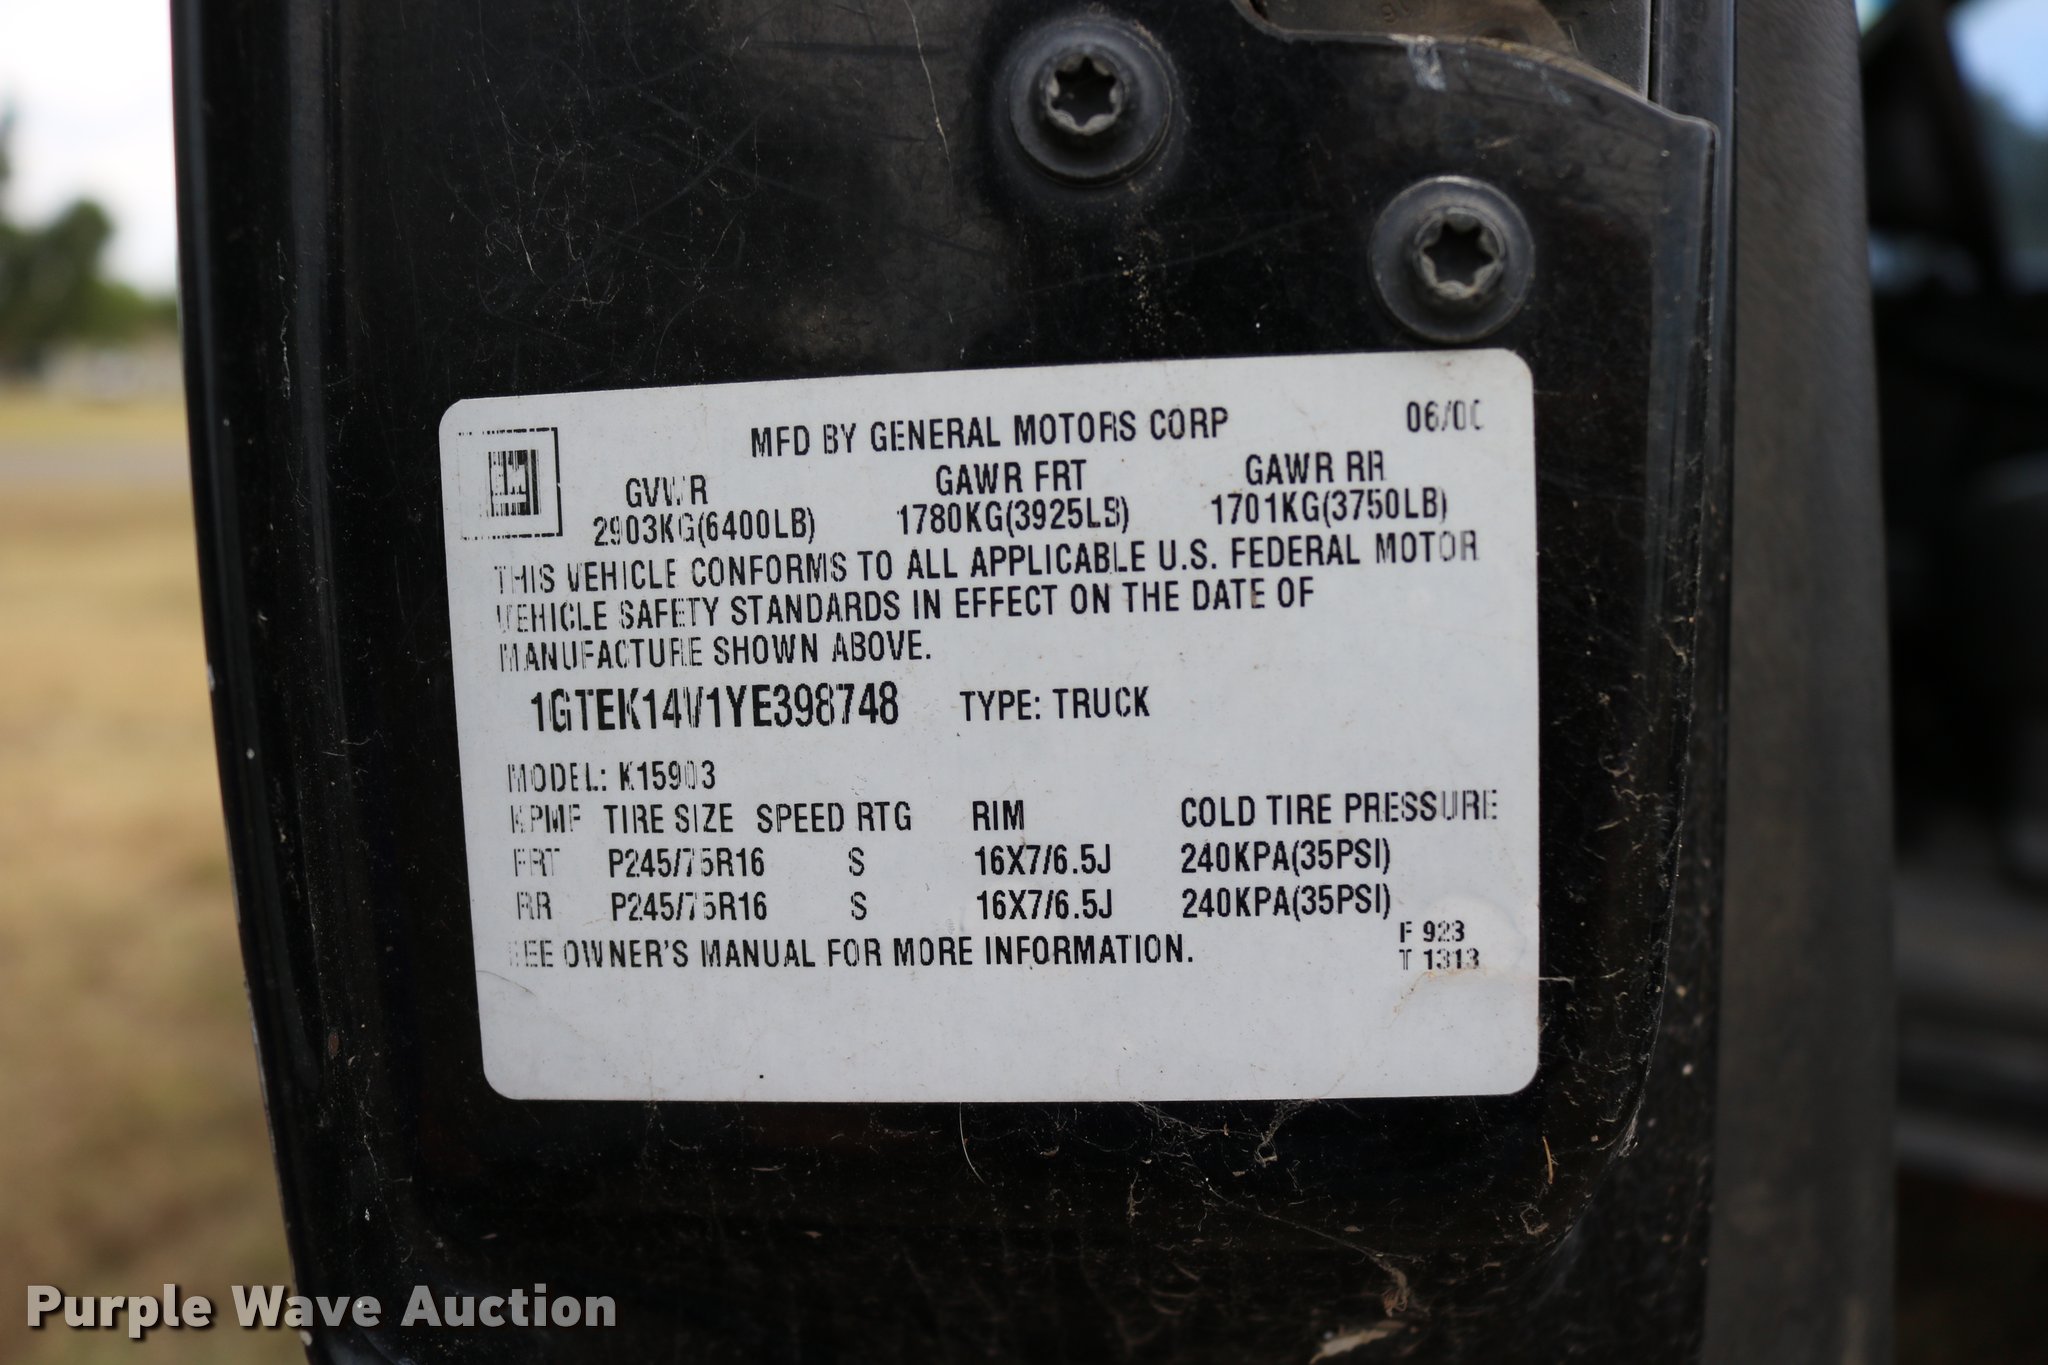 MFD BY GENERAL MOTORS CORP 06/00
GVWR GAWR FRT GAWR RR
2903KG(6400LB) 1780KG(3925LB) 1701KG(3750LB)
THIS VEHICLE CONFORMS TO ALL APPLICABLE U.S. FEDERAL MOTOR
VEHICLE SAFETY STANDARDS IN EFFECT ON THE DATE OF
MANUFACTURE SHOWN ABOVE.
1GTEK14V1YE398748 TYPE: TRUCK
MODEL: K15903
TIRE SIZE SPEED RTG RIM COLD TIRE PRESSURE
FRT P245/75R16 S 16X7/6.5J 240KPA(35PSI)
RR P245/75R16 S 16X7/6.5J 240KPA(35PSI)
SEE OWNER'S MANUAL FOR MORE INFORMATION.
F 923
T 1313
Purple Wave Auction